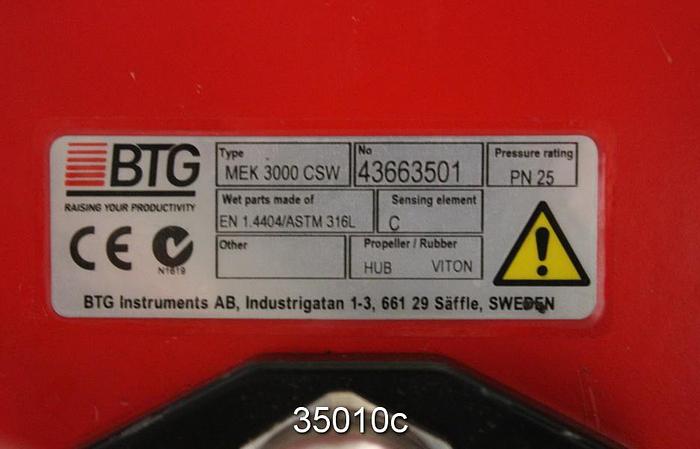 BTG
RAISING YOUR PRODUCTIVITY
CE
N1619
Type
MEK 3000 CSW
No
43663501
Pressure rating
PN 25
Wet parts made of
EN 1.4404/ASTM 316L
Sensing element
C
Other
Propeller / Rubber
HUB VITON
!
BTG Instruments AB, Industrigatan 1-3, 661 29 Säffle, SWEDEN
35010c